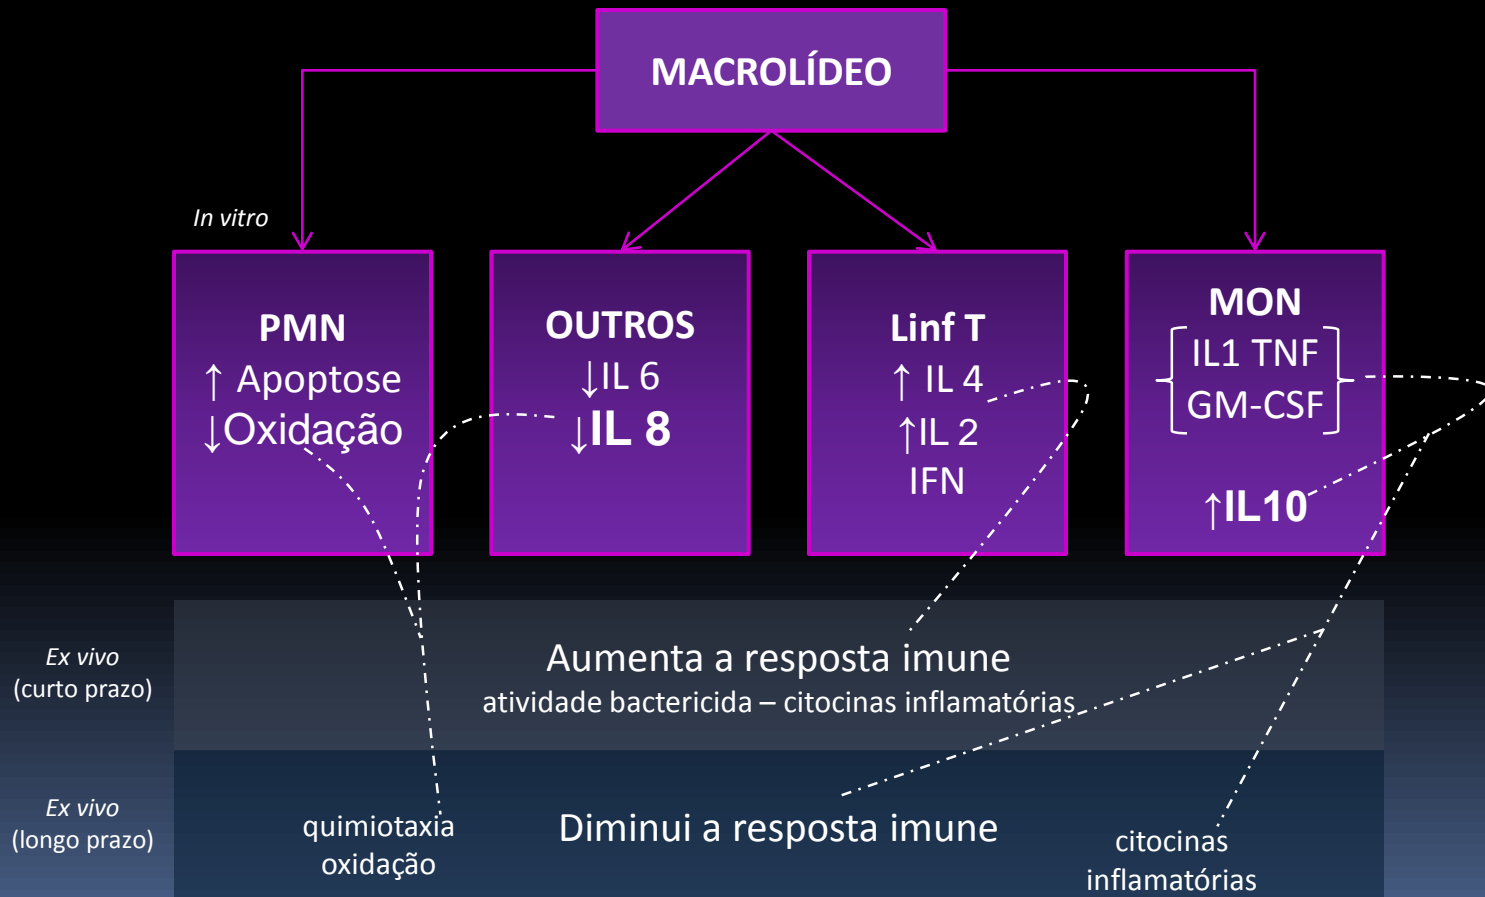 MACROLÍDEO
In vitro
PMN
↑ Apoptose
↓Oxidação
OUTROS
↓IL 6
↓IL 8
Linf T
↑ IL 4
↑IL 2
IFN
MON
IL1 TNF
GM-CSF
↑IL10
Ex vivo
(curto prazo)
Aumenta a resposta imune
atividade bactericida – citocinas inflamatórias
Ex vivo
(longo prazo)
quimiotaxia
oxidação
Diminui a resposta imune
citocinas
inflamatórias